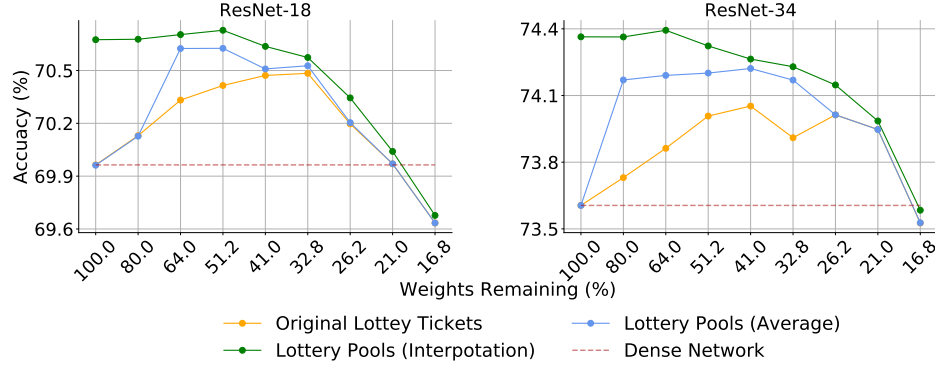 ResNet-18
ResNet-34
Accuacy (%)
70.5
70.2
69.9
69.6
74.4
74.1
73.8
73.5
100.0 80.0 64.0 51.2 41.0 32.8 26.2 21.0 16.8
100.0 80.0 64.0 51.2 41.0 32.8 26.2 21.0 16.8
Weights Remaining (%)
Original Lottey Tickets
Lottery Pools (Average)
Lottery Pools (Interpotation)
Dense Network